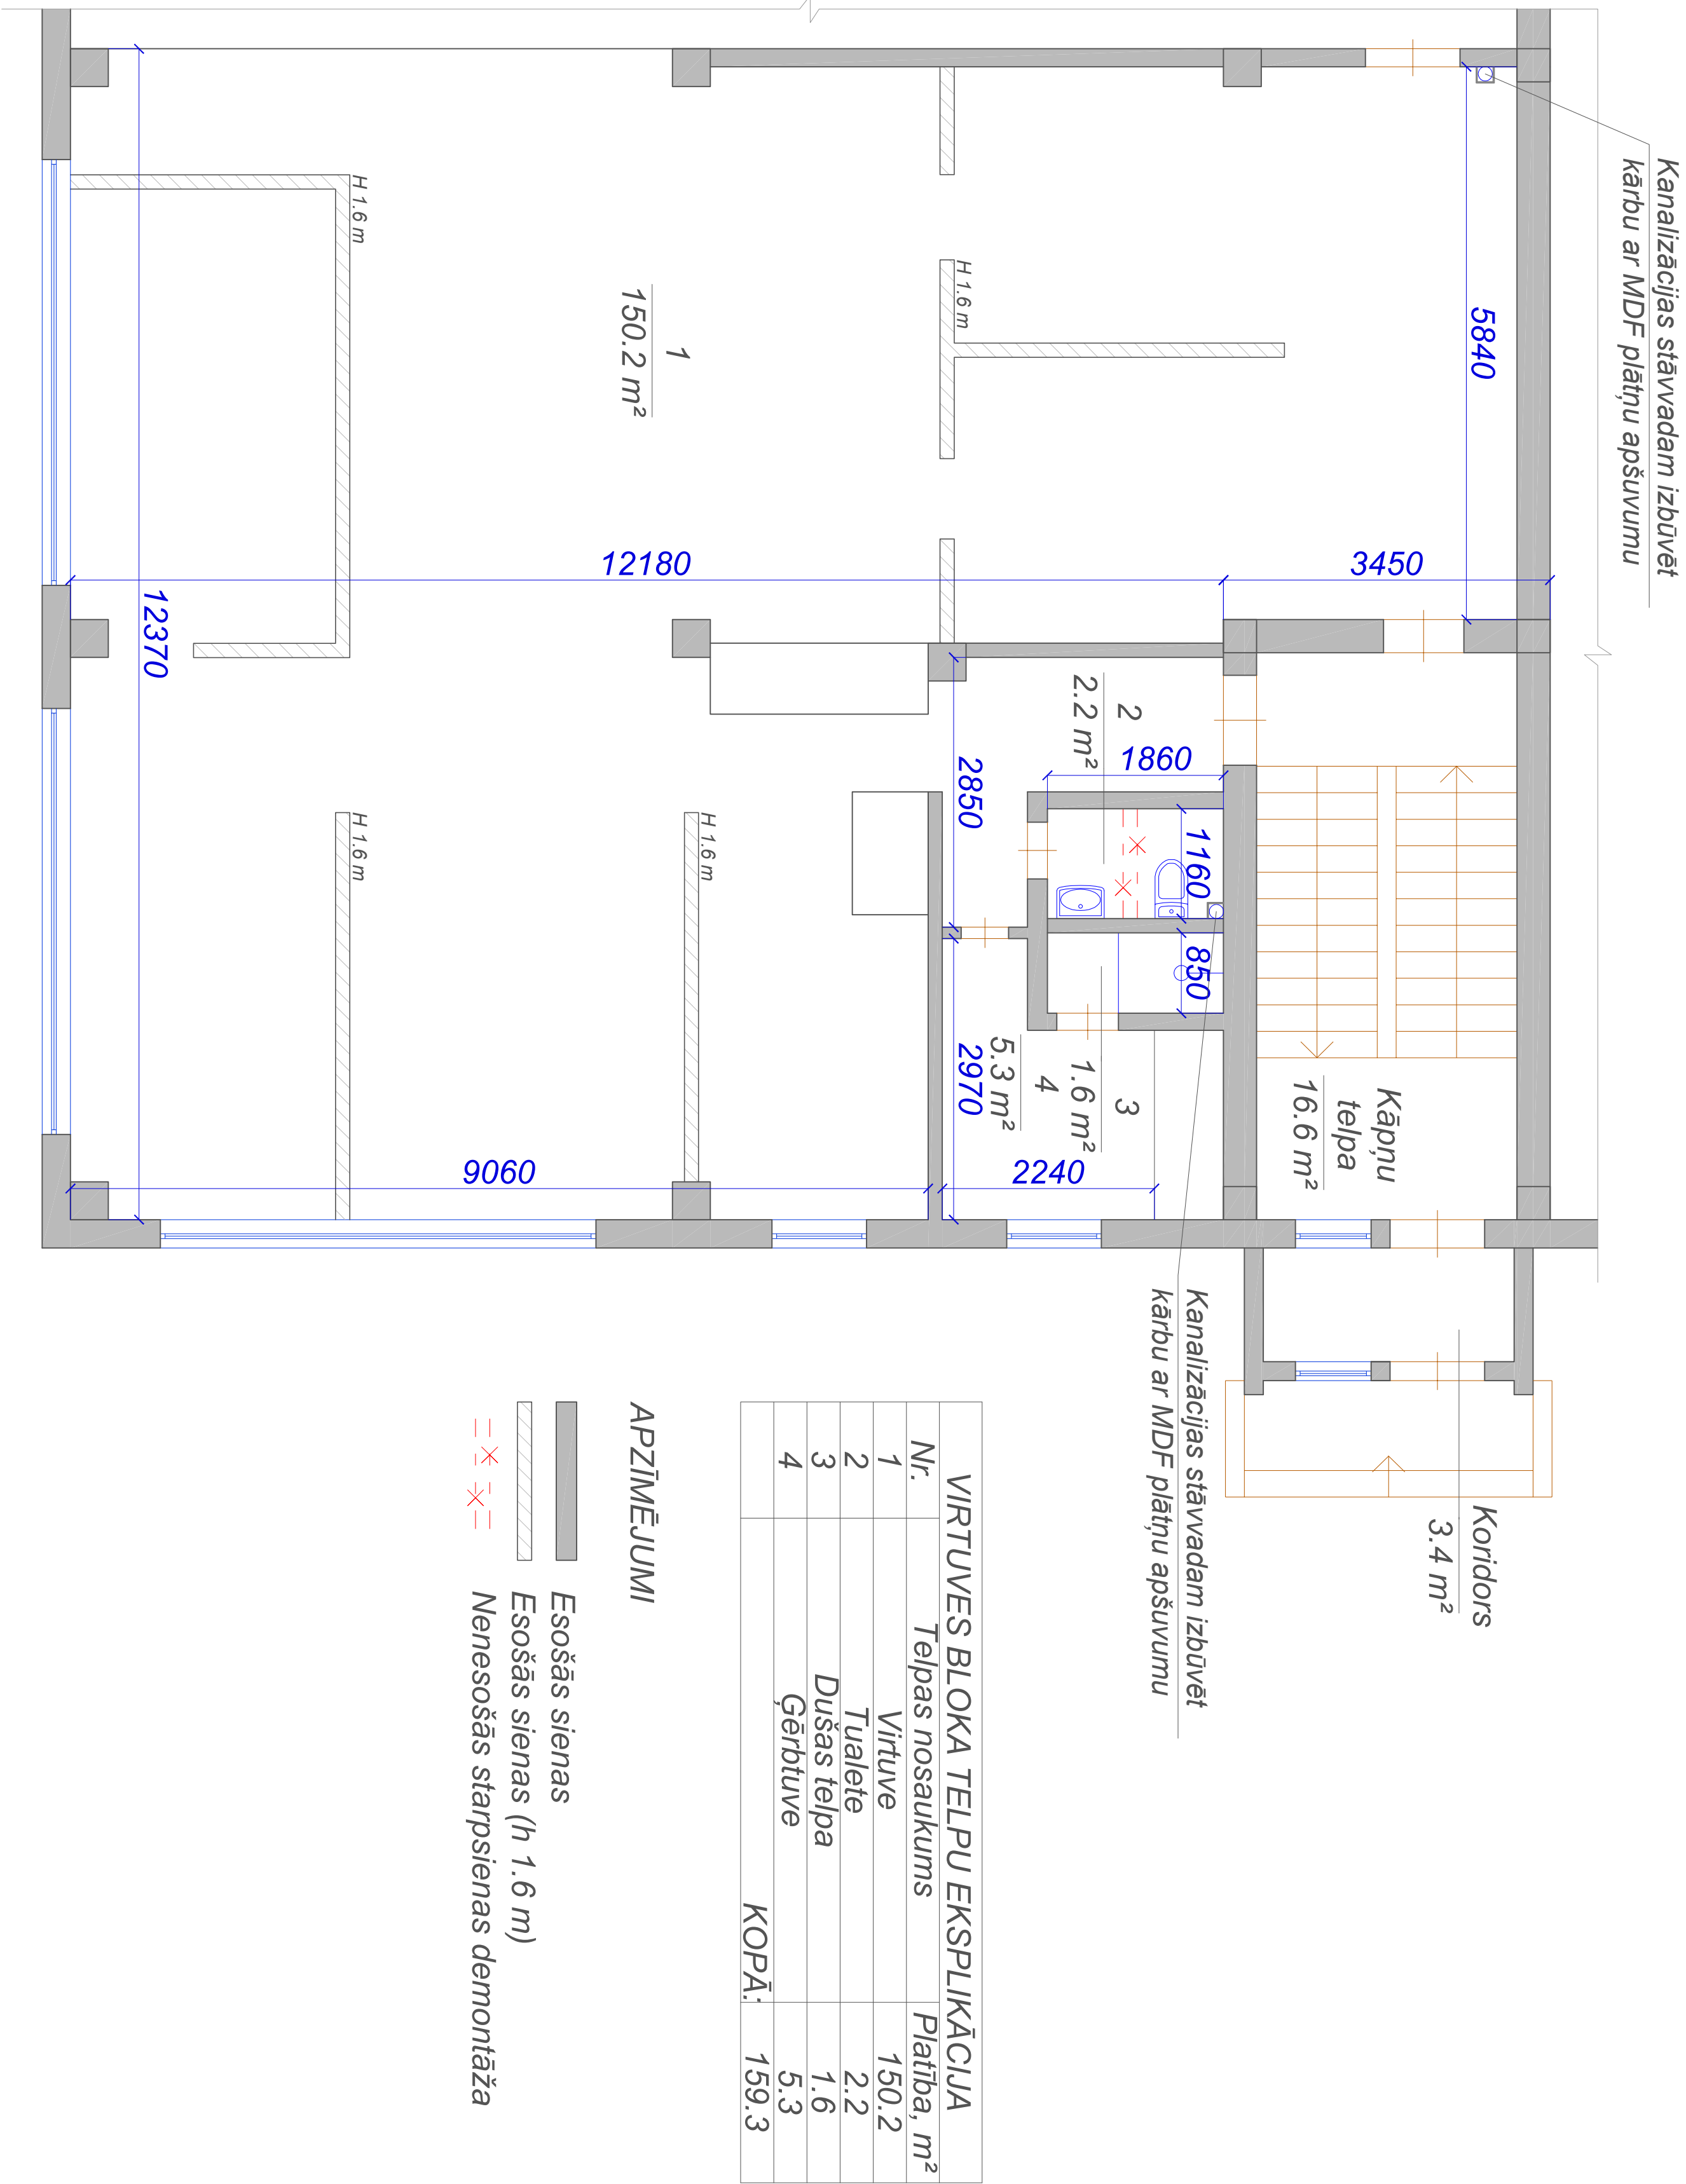 Kanalizācijas stāvvadam izbūvēt
kārbu ar MDF plātņu apšuvumu
5840
3450
12180
12370
H 1.6 m
H 1.6 m
1
150.2 m²
2
2.2 m²
1860
1160
850
2850
2970
3
1.6 m²
4
5.3 m²
2240
9060
H 1.6 m
H 1.6 m
Kāpņu
telpa
16.6 m²
Koridors
3.4 m²
Kanalizācijas stāvvadam izbūvēt
kārbu ar MDF plātņu apšuvumu
VIRTUVES BLOKA TELPU EKSPLIKĀCIJA
Nr. Telpas nosaukums Platība, m²
1 Virtuve 150.2
2 Tualete 2.2
3 Dušas telpa 1.6
4 Ģērbtuve 5.3
KOPĀ: 159.3
APZĪMĒJUMI
Esošās sienas
Esošās sienas (h 1.6 m)
Nenesošās starpsienas demontāža